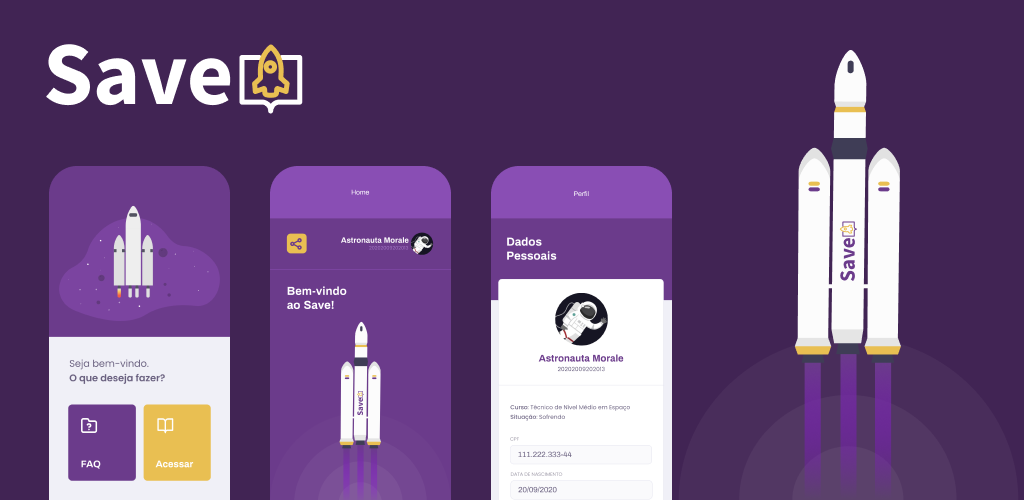 Save
Seja bem-vindo.
O que deseja fazer?
FAQ
Acessar
Home
Astronauta Morale
Bem-vindo
ao Save!
Save
Perfil
Dados
Pessoais
Astronauta Morale
20202009202013
Curso: Técnico de Nível Médio em Espaço
Situação: Sofrendo
CPF
111.222.333-44
DATA DE NASCIMENTO
20/09/2020
Save